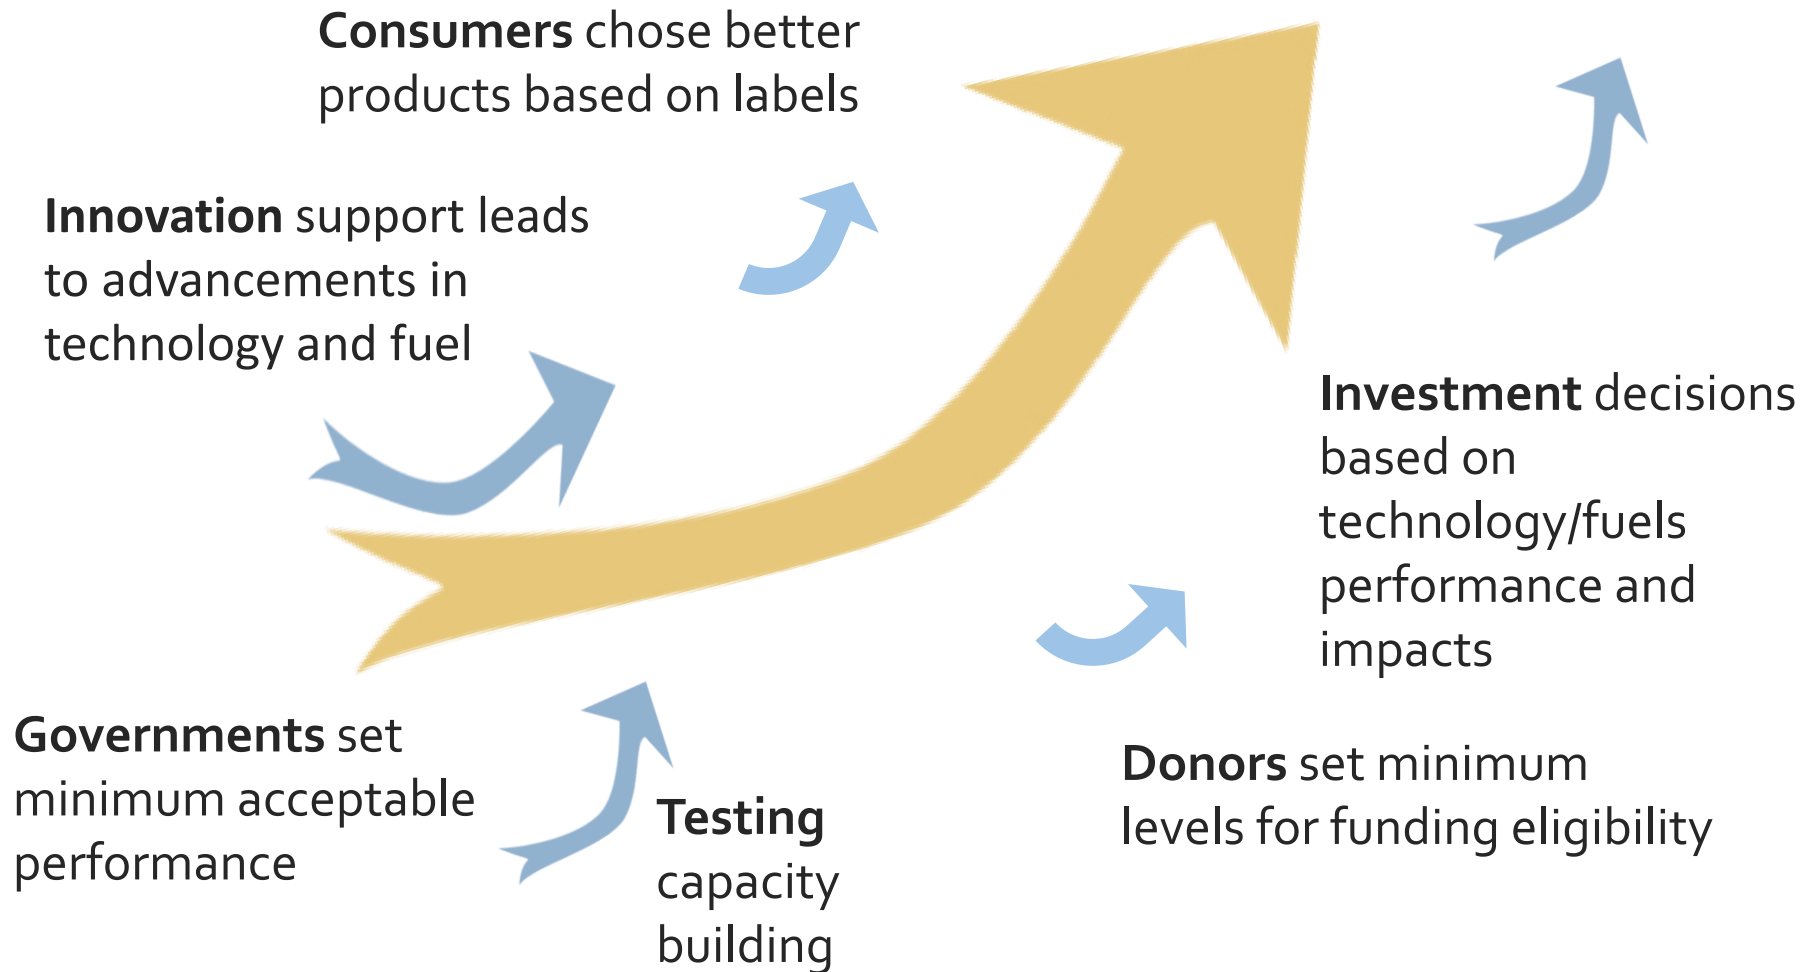 Consumers chose better
products based on labels
Innovation support leads
to advancements in
technology and fuel
Investment decisions
based on
technology/fuels
performance and
impacts
Governments set
minimum acceptable
performance
Testing
capacity
building
Donors set minimum
levels for funding eligibility